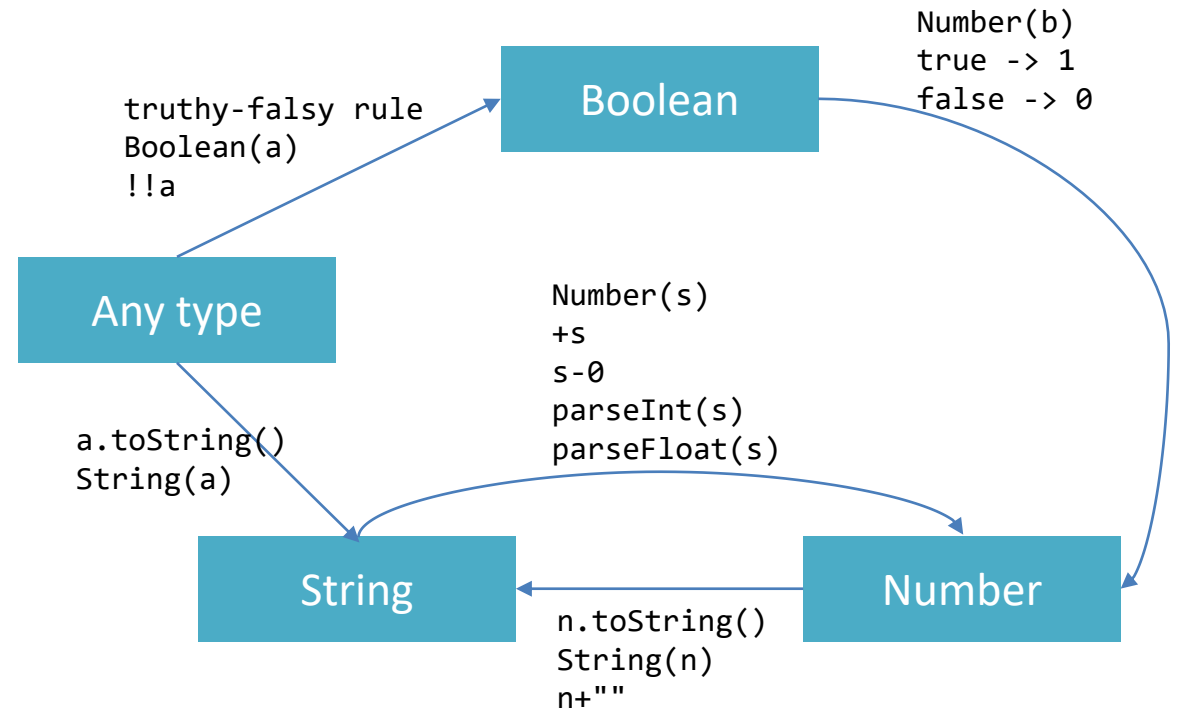 Number(b)
true -> 1
false -> 0
Boolean
truthy-falsy rule
Boolean(a)
!!a
Any type
Number(s)
+s
s-0
parseInt(s)
parseFloat(s)
a.toString()
String(a)
String
Number
n.toString()
String(n)
n+""